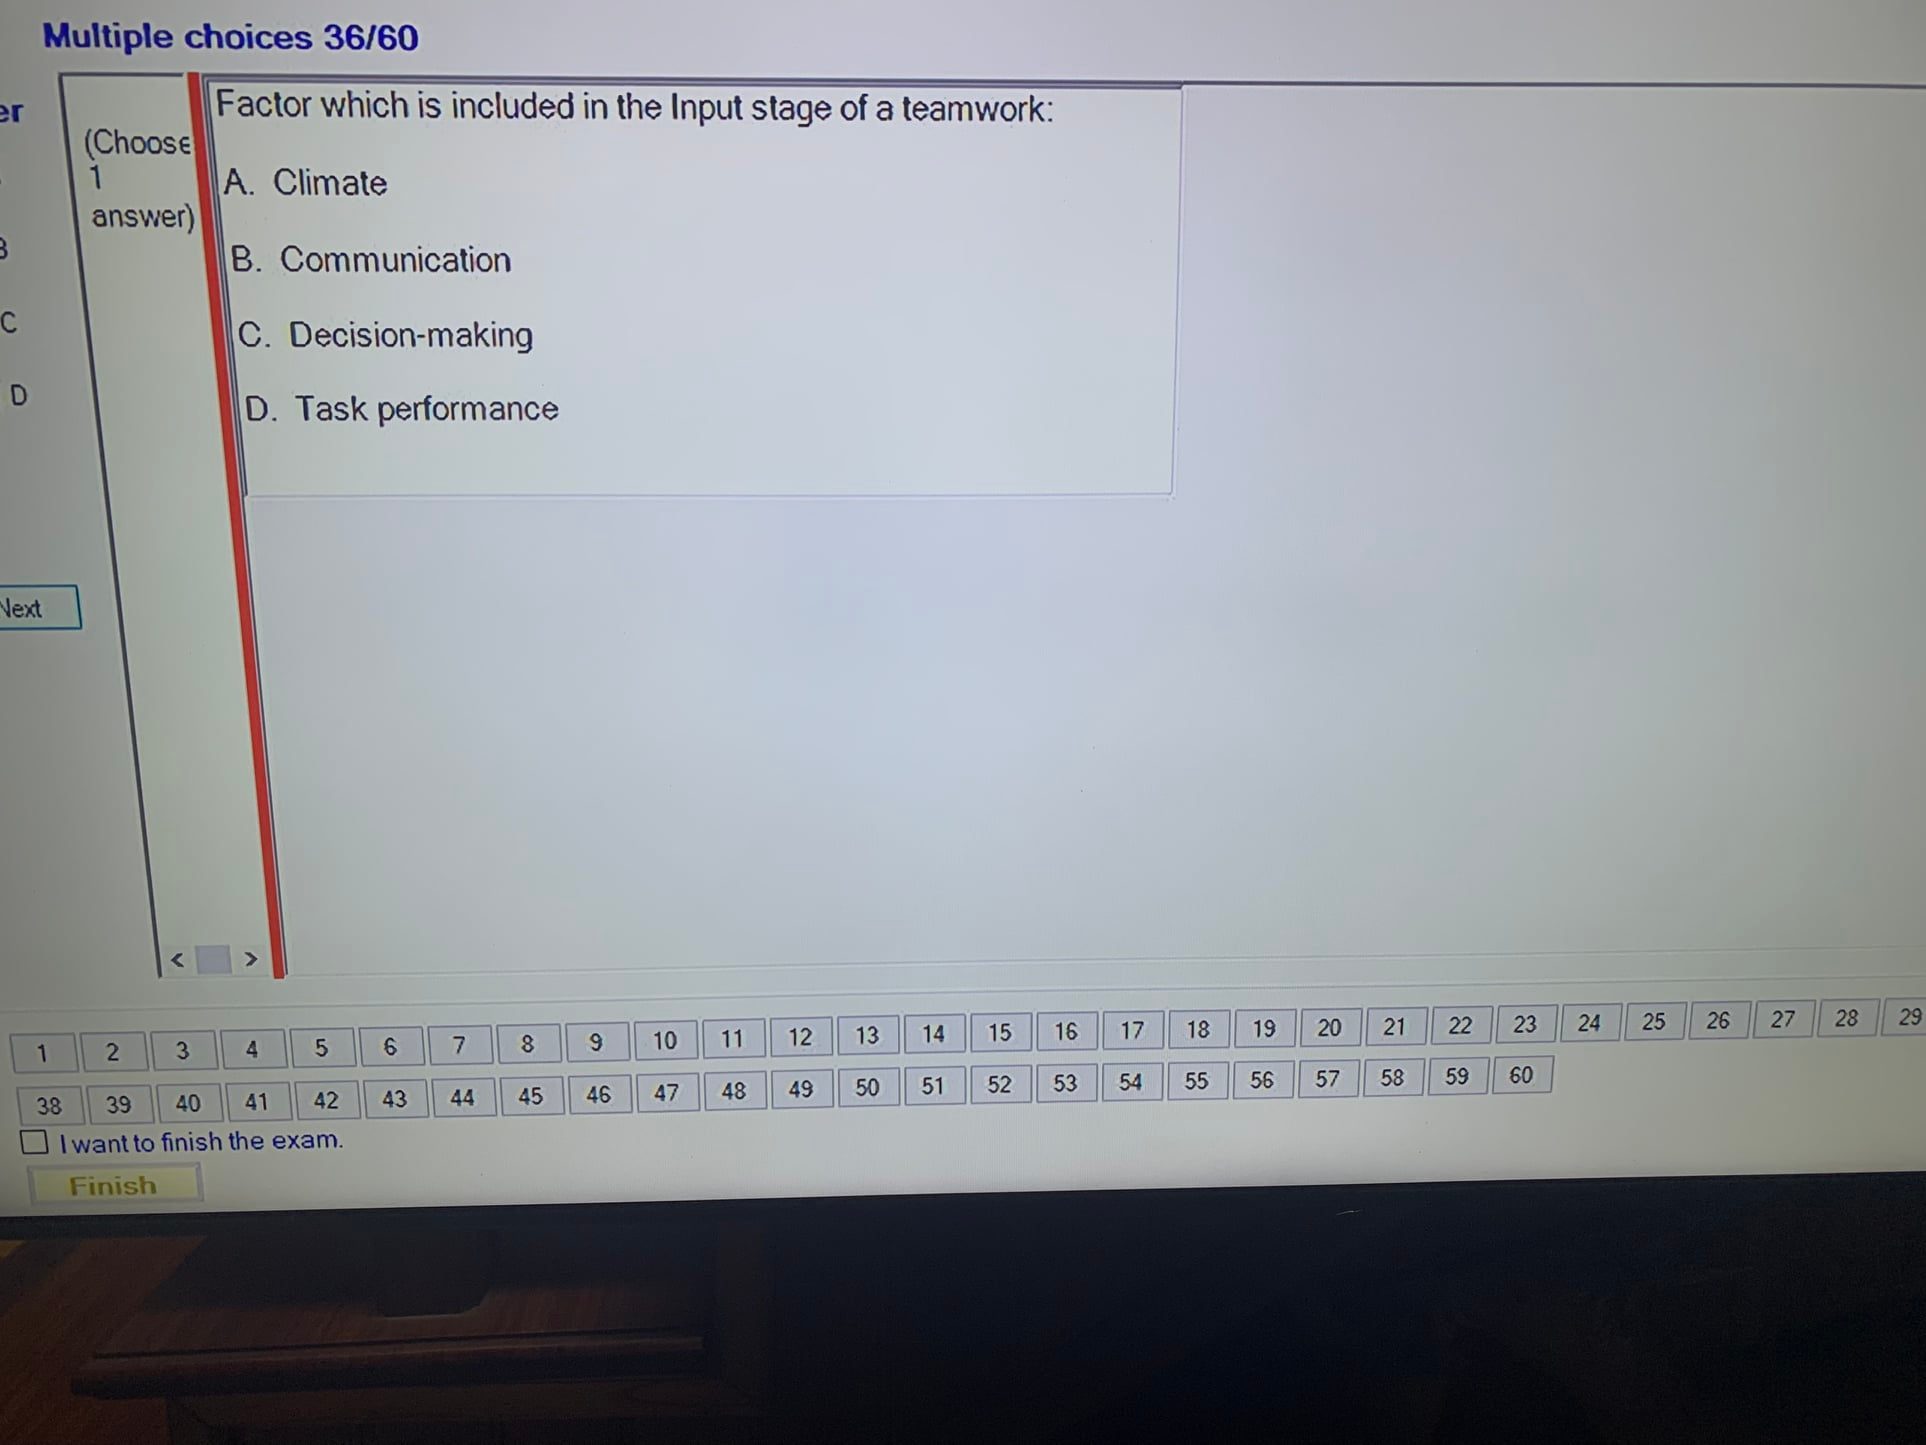 Multiple choices 36/60
er
(Choose
1
answer)
Factor which is included in the Input stage of a teamwork:
A. Climate
B. Communication
C. Decision-making
D. Task performance
B
C
D
Next
< >
1 2 3 4 5 6 7 8 9 10 11 12 13 14 15 16 17 18 19 20 21 22 23 24 25 26 27 28 29
38 39 40 41 42 43 44 45 46 47 48 49 50 51 52 53 54 55 56 57 58 59 60
I want to finish the exam.
Finish